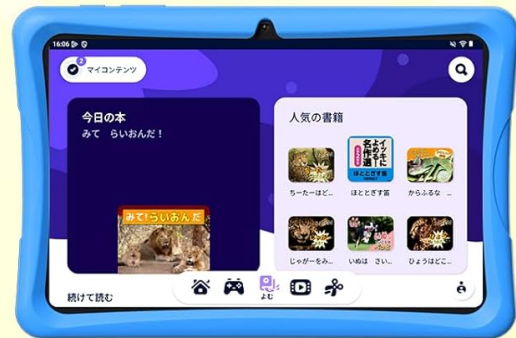 16:06
2
マイコンテンツ
今日の本
みて らいおんだ！
みて!らいおんだ
人気の書籍
イッキによめる!
名作選
ほととぎす笛
ちーたーはど...
ほととぎす笛
からふるな ...
じゃがーをみ...
いぬは さい...
ひょうはどこ...
続けて読む
よむ